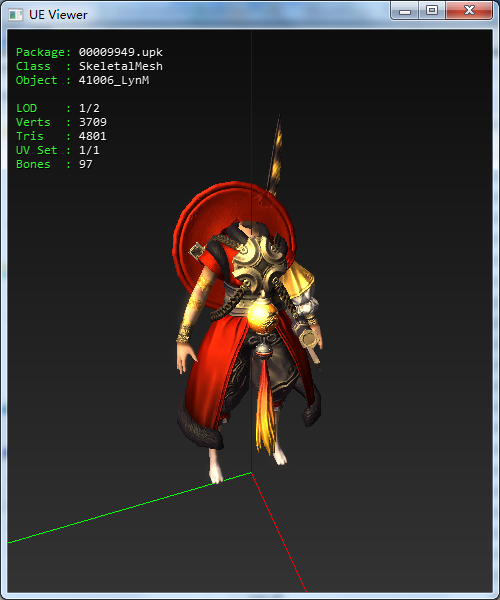 UE Viewer
Package: 00009949.upk
Class : SkeletalMesh
Object : 41006_LynM
LOD : 1/2
Verts : 3709
Tris : 4801
UV Set : 1/1
Bones : 97